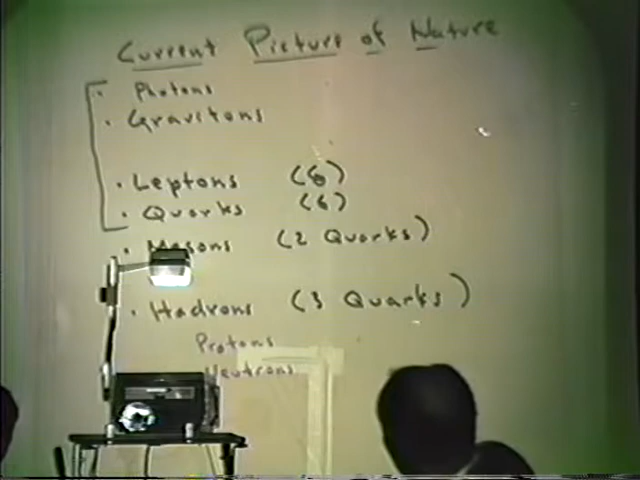 Current Picture of Nature
• Photons
• Gravitons
• Leptons (6)
• Quarks (6)
• Mesons (2 Quarks)
• Hadrons (3 Quarks)
Protons
Neutrons